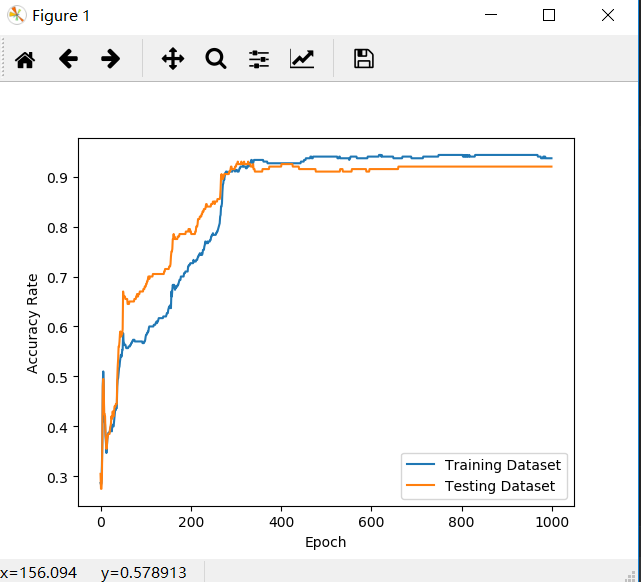 Figure 1
0.9
0.8
0.7
0.6
0.5
0.4
0.3
Accuracy Rate
Training Dataset
Testing Dataset
0 200 400 600 800 1000
Epoch
x=156.094 y=0.578913